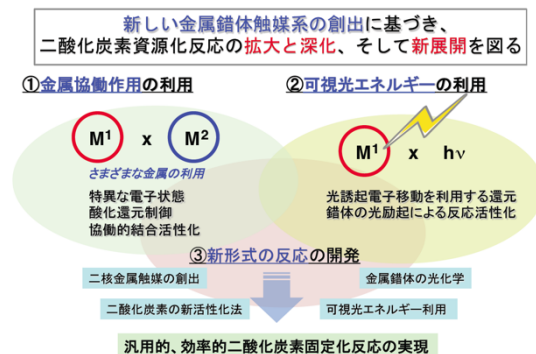 新しい金属錯体触媒系の創出に基づき、
二酸化炭素資源化反応の拡大と深化、そして新展開を図る
①金属協働作用の利用
②可視光エネルギーの利用
M¹ x M²
さまざまな金属の利用
特異な電子状態
酸化還元制御
協働的結合活性化
M¹ x hν
光誘起電子移動を利用する還元
錯体の光励起による反応活性化
③新形式の反応の開発
二核金属触媒の創出
金属錯体の光化学
二酸化炭素の新活性化法
可視光エネルギー利用
汎用的、効率的二酸化炭素固定化反応の実現